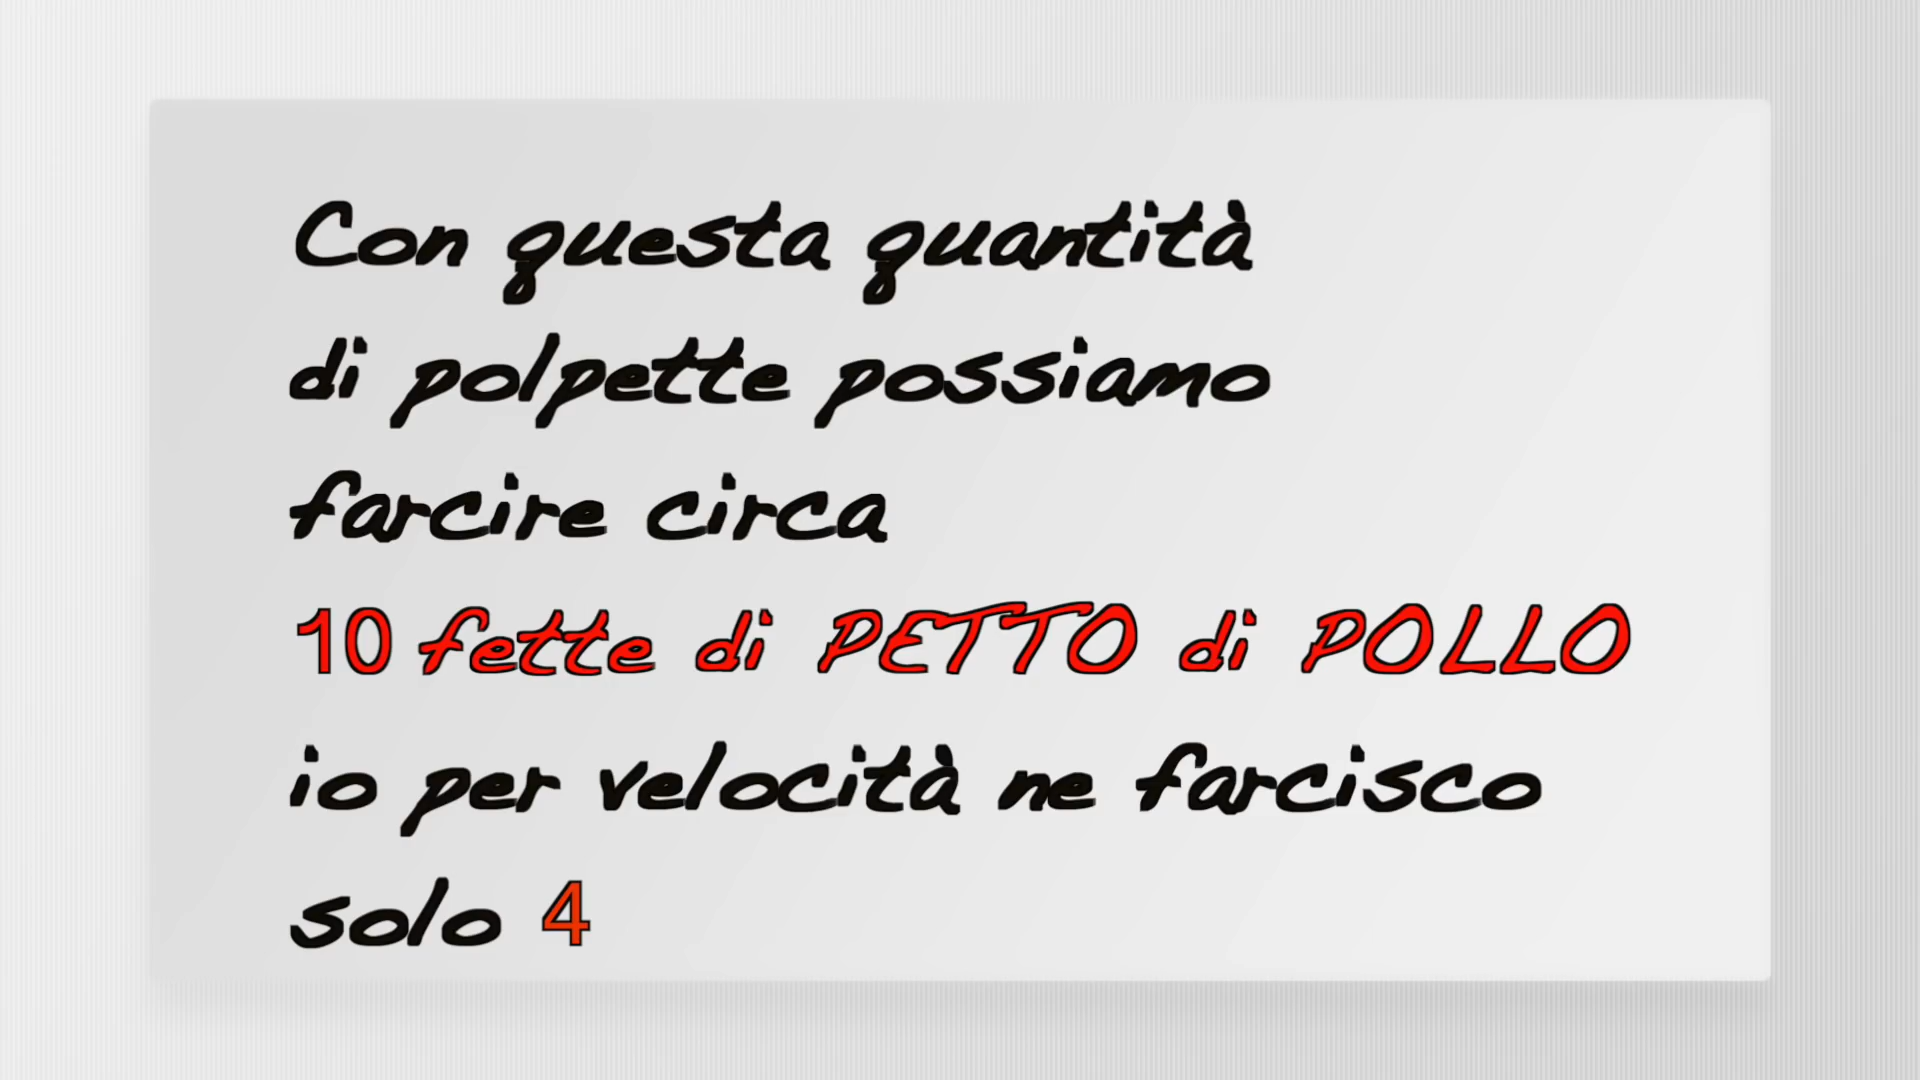 Con questa quantità
di polpette possiamo
farcire circa
10 fette di PETTO di POLLO
io per velocità ne farcisco
solo 4